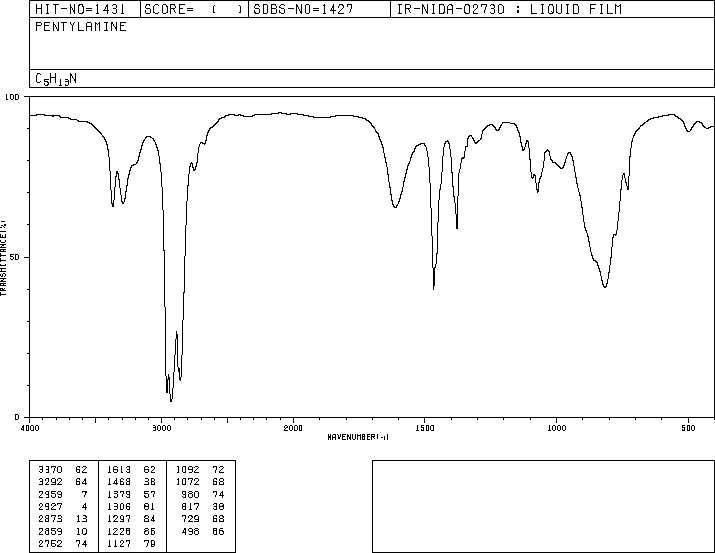 HIT-NO=1431 SCORE= ( ) SDBS-NO=1427 IR-NIDA-02730 : LIQUID FILM
PENTYLAMINE
C5H13N
100
50
0
TRANSMITTANCE(%)
4000 3000 2000 1500 1000 500
WAVENUMBER(-1)
3370 62 1613 62 1092 72
3292 64 1468 38 1072 68
2959 7 1379 57 980 74
2927 4 1306 81 817 38
2873 13 1297 84 729 68
2859 10 1228 86 498 86
2762 74 1127 79